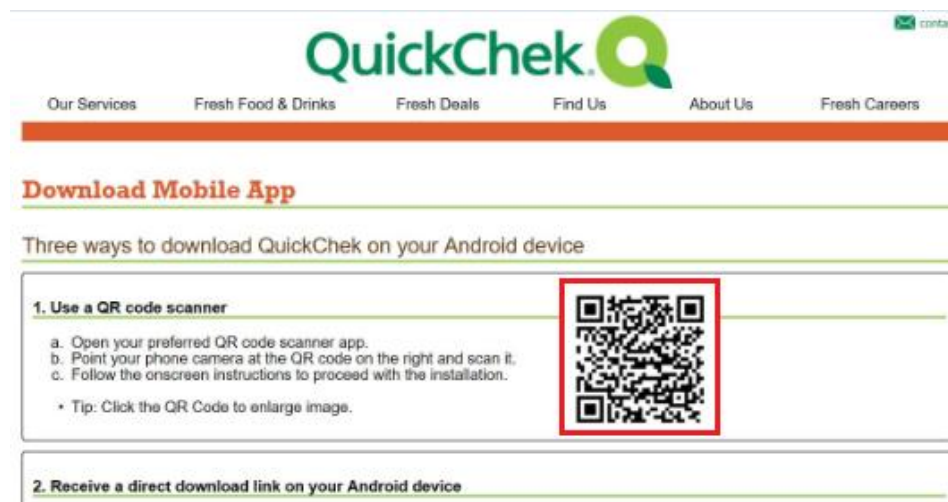 conta
QuickChek.
Our Services Fresh Food & Drinks Fresh Deals Find Us About Us Fresh Careers
Download Mobile App
Three ways to download QuickChek on your Android device
1. Use a QR code scanner
a. Open your preferred QR code scanner app.
b. Point your phone camera at the QR code on the right and scan it.
c. Follow the onscreen instructions to proceed with the installation.
• Tip: Click the QR Code to enlarge image.
2. Receive a direct download link on your Android device